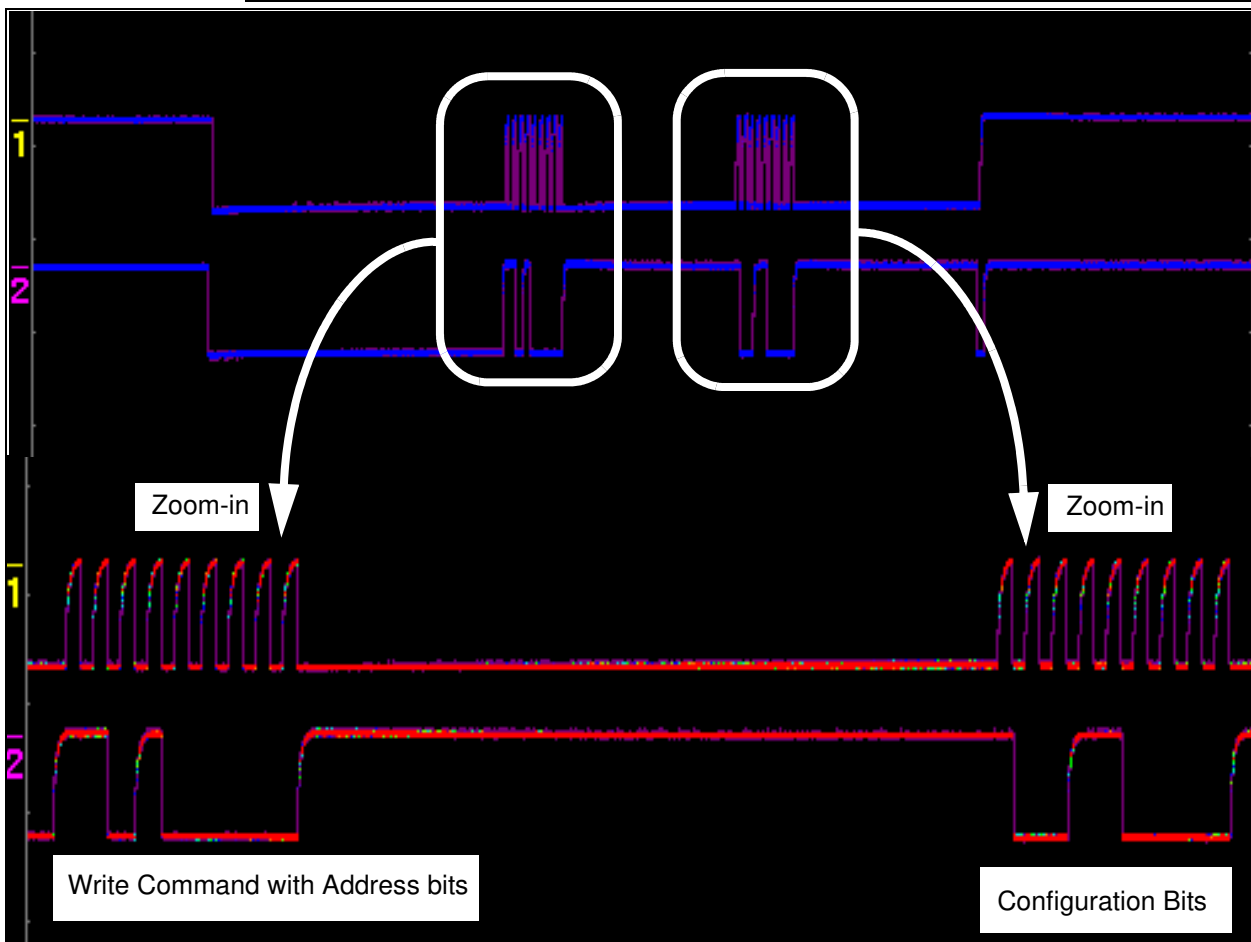 1
2
Zoom-in
Zoom-in
1
2
Write Command with Address bits
Configuration Bits